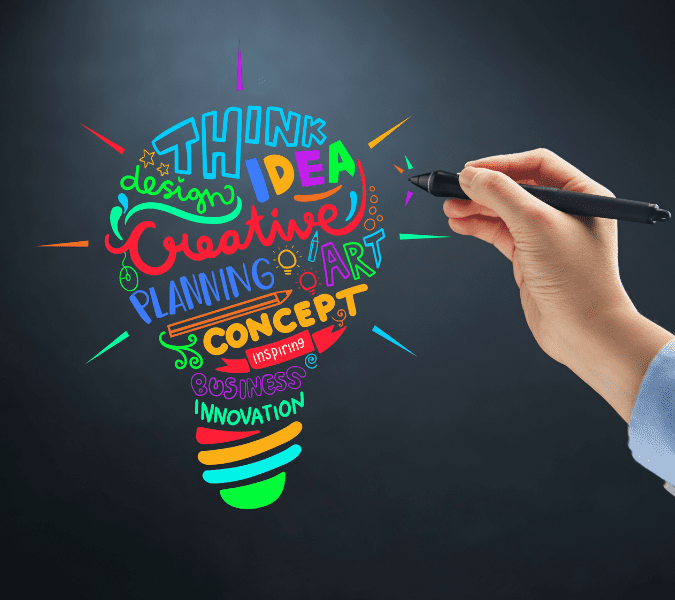 THINK
IDEA
design
Creative
ART
PLANNING
CONCEPT
inspiring
BUSINESS
INNOVATION